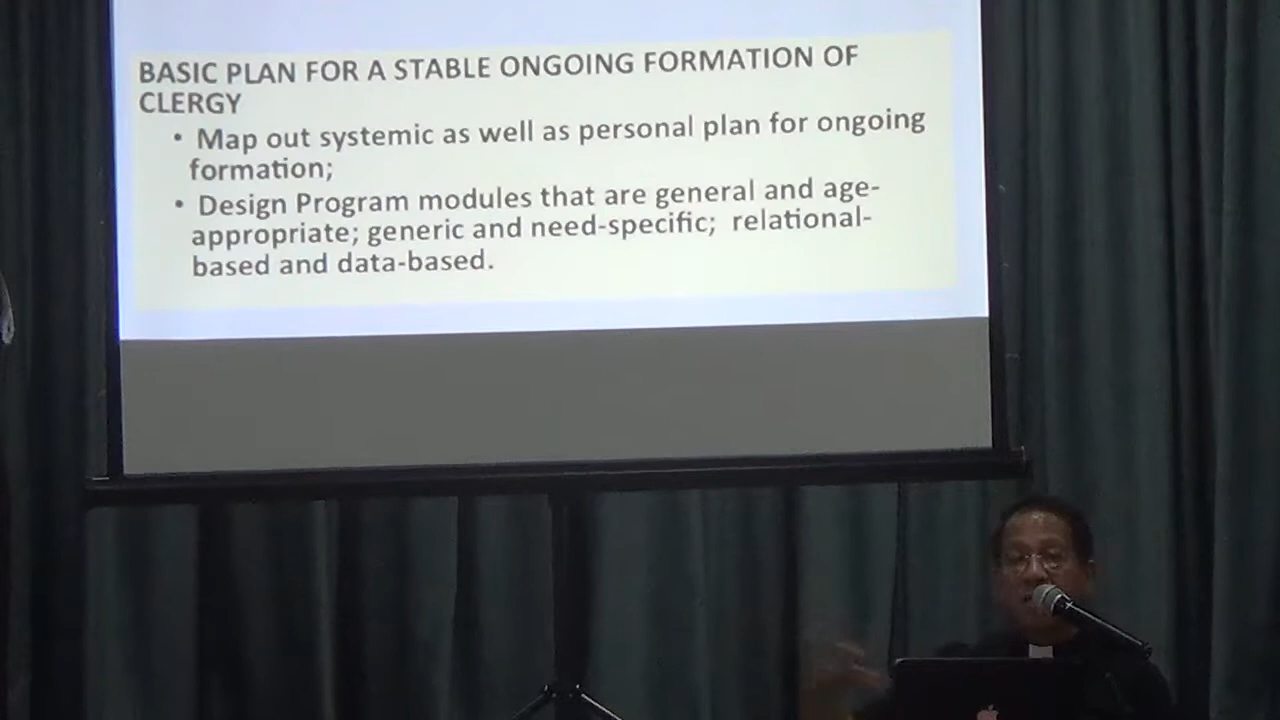 BASIC PLAN FOR A STABLE ONGOING FORMATION OF
CLERGY
• Map out systemic as well as personal plan for ongoing
formation;
• Design Program modules that are general and age-
appropriate; generic and need-specific; relational-
based and data-based.